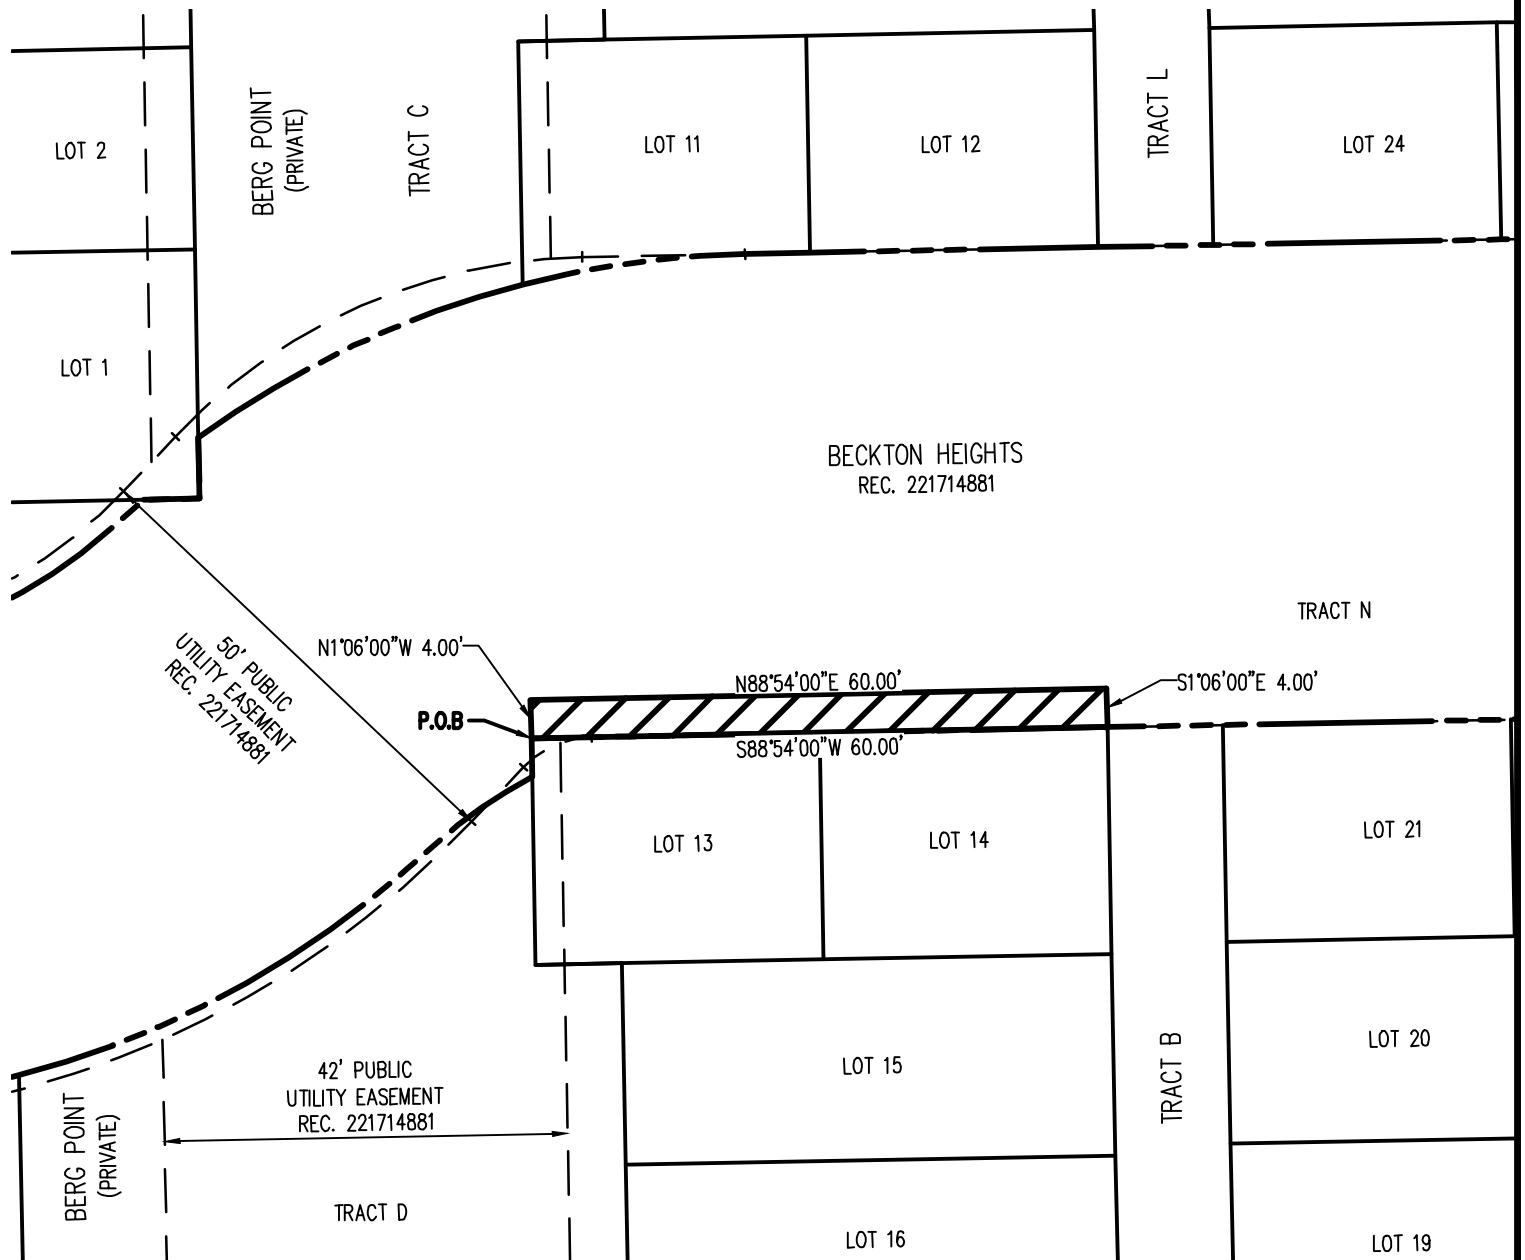 BERG POINT
(PRIVATE)
TRACT C
LOT 2
LOT 11
LOT 12
TRACT L
LOT 24
LOT 1
BECKTON HEIGHTS
REC. 221714881
TRACT N
50' PUBLIC
UTILITY EASEMENT
REC. 221714881
N1°06'00"W 4.00'
N88°54'00"E 60.00'
S1°06'00"E 4.00'
P.O.B
S88°54'00"W 60.00'
LOT 13
LOT 14
LOT 21
LOT 20
LOT 15
TRACT B
42' PUBLIC
UTILITY EASEMENT
REC. 221714881
BERG POINT
(PRIVATE)
TRACT D
LOT 16
LOT 19